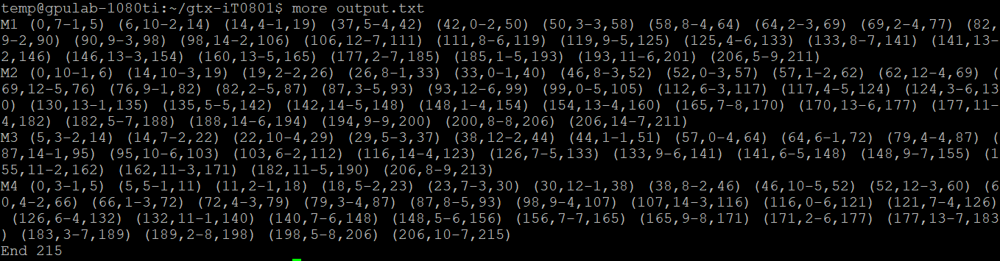 temp@gpulab-1080ti:~/gtx-iT0801$ more output.txt
M1 (0,7-1,5) (6,10-2,14) (14,4-1,19) (37,5-4,42) (42,0-2,50) (50,3-3,58) (58,8-4,64) (64,2-3,69) (69,2-4,77) (82,
9-2,90) (90,9-3,98) (98,14-2,106) (106,12-7,111) (111,8-6,119) (119,9-5,125) (125,4-6,133) (133,8-7,141) (141,13-
2,146) (146,13-3,154) (160,13-5,165) (177,2-7,185) (185,1-5,193) (193,11-6,201) (206,5-9,211)
M2 (0,10-1,6) (14,10-3,19) (19,2-2,26) (26,8-1,33) (33,0-1,40) (46,8-3,52) (52,0-3,57) (57,1-2,62) (62,12-4,69) (
69,12-5,76) (76,9-1,82) (82,2-5,87) (87,3-5,93) (93,12-6,99) (99,0-5,105) (112,6-3,117) (117,4-5,124) (124,3-6,13
0) (130,13-1,135) (135,5-5,142) (142,14-5,148) (148,1-4,154) (154,13-4,160) (165,7-8,170) (170,13-6,177) (177,11-
4,182) (182,5-7,188) (188,14-6,194) (194,9-9,200) (200,8-8,206) (206,14-7,211)
M3 (5,3-2,14) (14,7-2,22) (22,10-4,29) (29,5-3,37) (38,12-2,44) (44,1-1,51) (57,0-4,64) (64,6-1,72) (79,4-4,87) (
87,14-1,95) (95,10-6,103) (103,6-2,112) (116,14-4,123) (126,7-5,133) (133,9-6,141) (141,6-5,148) (148,9-7,155) (1
55,11-2,162) (162,11-3,171) (182,11-5,190) (206,8-9,213)
M4 (0,3-1,5) (5,5-1,11) (11,2-1,18) (18,5-2,23) (23,7-3,30) (30,12-1,38) (38,8-2,46) (46,10-5,52) (52,12-3,60) (6
0,4-2,66) (66,1-3,72) (72,4-3,79) (79,3-4,87) (87,8-5,93) (98,9-4,107) (107,14-3,116) (116,0-6,121) (121,7-4,126)
 (126,6-4,132) (132,11-1,140) (140,7-6,148) (148,5-6,156) (156,7-7,165) (165,9-8,171) (171,2-6,177) (177,13-7,183
) (183,3-7,189) (189,2-8,198) (198,5-8,206) (206,10-7,215)
End 215